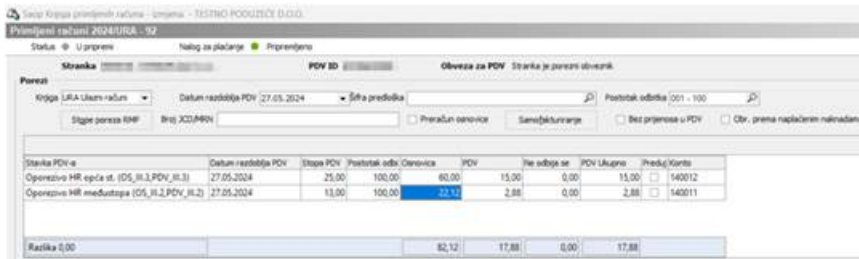 Saop Knjiga primljenih računa - izmjena - TESTNO PODUZEĆE D.O.O.
Primljeni računi 2024/URA - 92
Status U pripremi Nalog za plaćanje Pripremljeno
Stranka PDV ID Obveza za PDV Stranka je porezni obveznik
Porezi
Knjiga URA Ulazni računi Datum razdoblja PDV 27.05.2024 Šifra predloška Postotak odbitka 001 - 100
Stope poreza RMP Broj JCD/MRN Preračun osnovice Samofakturiranje Bez prijenosa u PDV Obr. prema naplaćenim naknadama
Stavka PDV-a Datum razdoblja PDV Stopa PDV Postotak odbi Osnovica PDV Ne odbija se PDV Ukupno Preduj Konto
Oporezivo HR opća st. (OS_III.3,PDV_III.3) 27.05.2024 25,00 100,00 60,00 15,00 0,00 15,00 140012
Oporezivo HR međustopa (OS_III.2,PDV_III.2) 27.05.2024 13,00 100,00 22,12 2,88 0,00 2,88 140011
Razlika 0,00 82,12 17,88 0,00 17,88